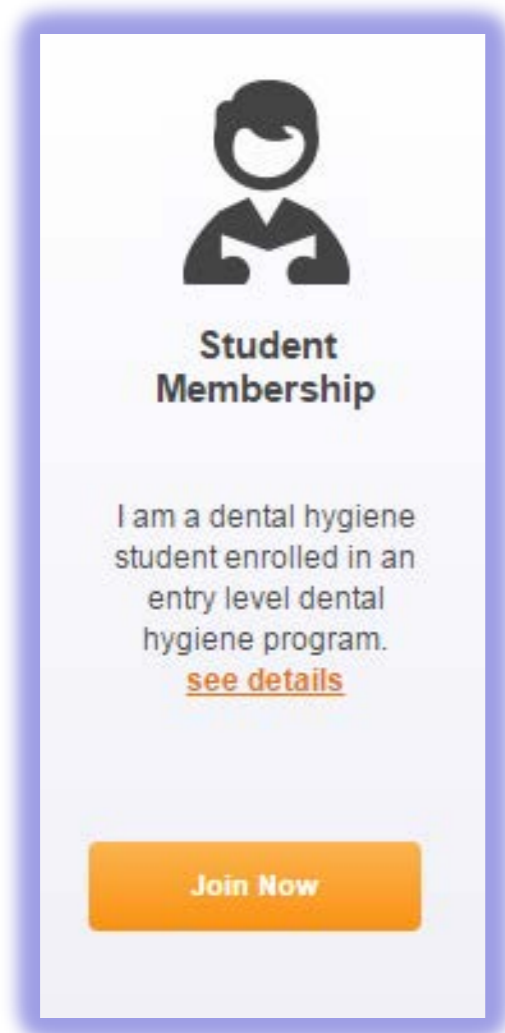 Student
Membership
I am a dental hygiene
student enrolled in an
entry level dental
hygiene program.
see details
Join Now